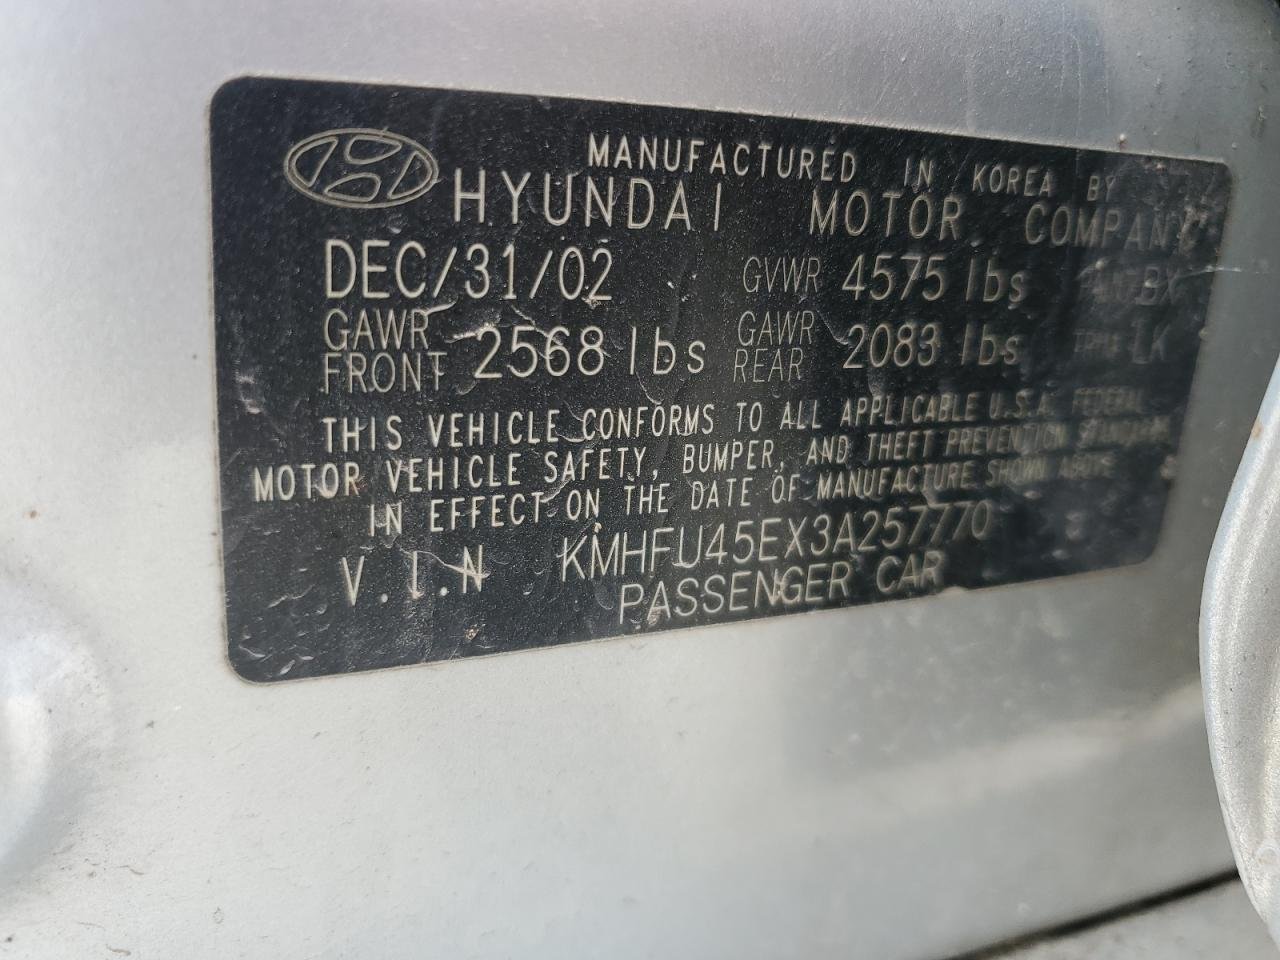 MANUFACTURED IN KOREA BY
HYUNDAI MOTOR COMPANY
DEC/31/02 GVWR 4575 lbs BX
GAWR FRONT 2568 lbs GAWR REAR 2083 lbs LK
THIS VEHICLE CONFORMS TO ALL APPLICABLE U.S.A. FEDERAL
MOTOR VEHICLE SAFETY, BUMPER, AND THEFT PREVENTION STANDARDS
IN EFFECT ON THE DATE OF MANUFACTURE SHOWN ABOVE
V.I.N KMHFU45EX3A257770
PASSENGER CAR